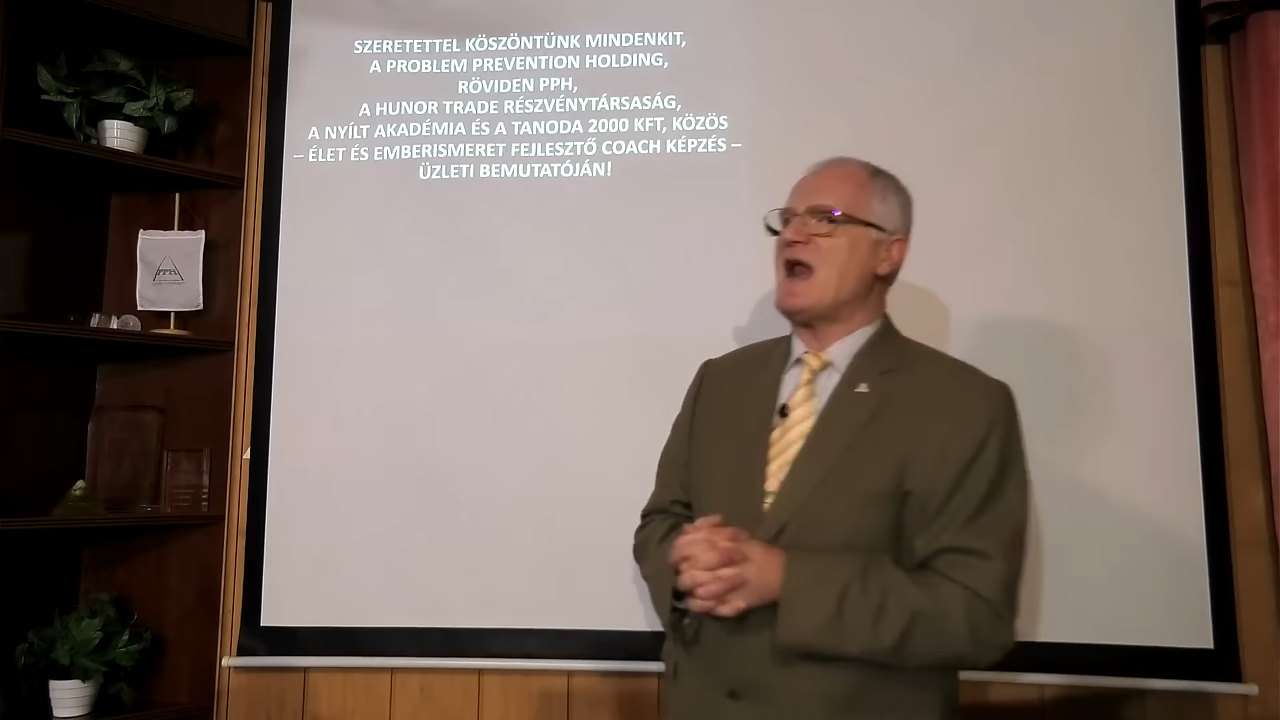 SZERETETTEL KÖSZÖNTÜNK MINDENKIT,
A PROBLEM PREVENTION HOLDING,
RÖVIDEN PPH,
A HUNOR TRADE RÉSZVÉNYTÁRSASÁG,
A NYÍLT AKADÉMIA ÉS A TANODA 2000 KFT, KÖZÖS
– ÉLET ÉS EMBERISMERET FEJLESZTŐ COACH KÉPZÉS –
ÜZLETI BEMUTATÓJÁN!
PPH